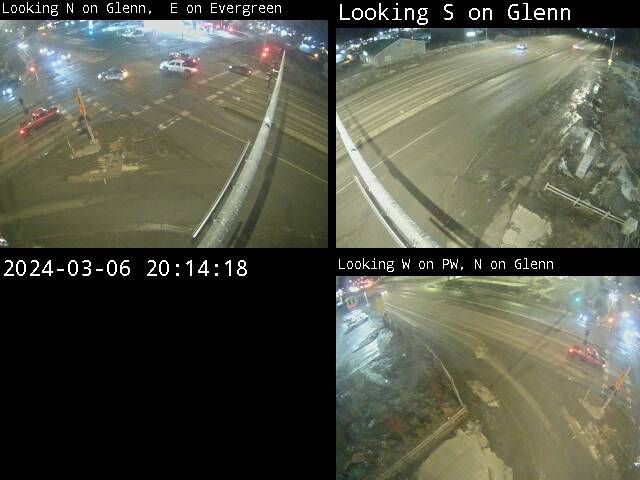 Looking N on Glenn,  E on Evergreen
Looking S on Glenn
2024-03-06 20:14:18
Looking W on PW, N on Glenn